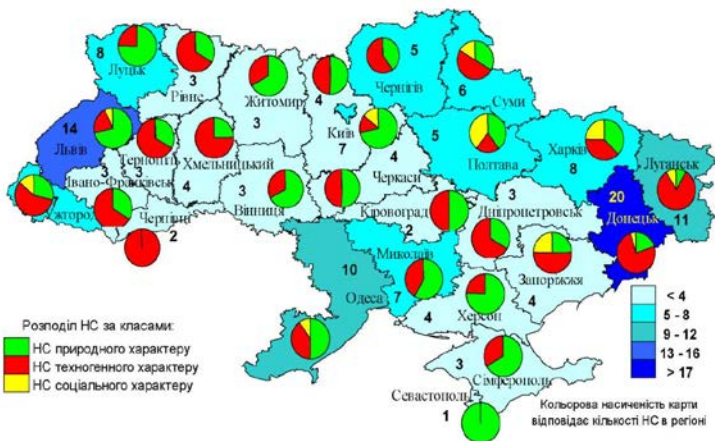 8
Луцьк
3
Рівне
Житомир
3
4
Київ
7
5
Чернігів
6
Суми
14
Львів
Тернопіль
3
3
Хмельницький
4
Івано-Франківськ
Ужгород
Чернівці
2
3
Вінниця
4
Черкаси
5
Полтава
Харків
8
Луганськ
11
20
Донецьк
Кіровоград
2
3
Дніпропетровськ
Запоріжжя
4
10
Одеса
Миколаїв
7
Херсон
4
3
Сімферополь
Севастополь
1
Розподіл НС за класами:
НС природного характеру
НС техногенного характеру
НС соціального характеру
< 4
5 - 8
9 - 12
13 - 16
> 17
Кольорова насиченість карти
відповідає кількості НС в регіоні